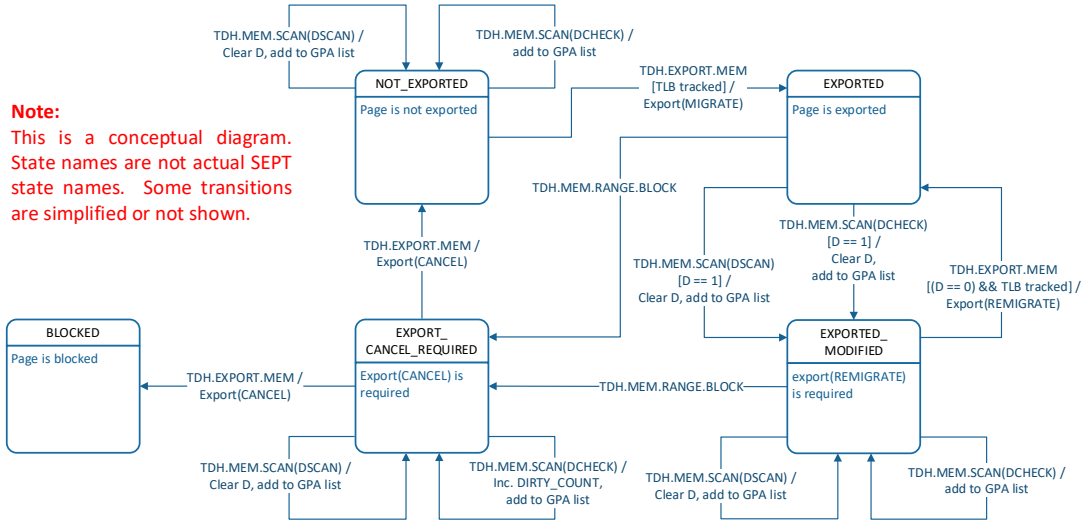 TDH.MEM.SCAN(DSCAN) /
Clear D, add to GPA list
TDH.MEM.SCAN(DCHECK) /
add to GPA list
NOT_EXPORTED
Page is not exported
TDH.EXPORT.MEM
[TLB tracked] /
Export(MIGRATE)
EXPORTED
Page is exported
Note:
This is a conceptual diagram.
State names are not actual SEPT
state names. Some transitions
are simplified or not shown.
TDH.MEM.RANGE.BLOCK
TDH.EXPORT.MEM /
Export(CANCEL)
TDH.MEM.SCAN(DSCAN)
[D == 1] /
Clear D, add to GPA list
TDH.MEM.SCAN(DCHECK)
[D == 1] /
Clear D,
add to GPA list
TDH.EXPORT.MEM
[(D == 0) && TLB tracked] /
Export(REMIGRATE)
BLOCKED
Page is blocked
TDH.EXPORT.MEM /
Export(CANCEL)
EXPORT_
CANCEL_REQUIRED
Export(CANCEL) is
required
TDH.MEM.RANGE.BLOCK
EXPORTED_
MODIFIED
export(REMIGRATE)
is required
TDH.MEM.SCAN(DSCAN) /
Clear D, add to GPA list
TDH.MEM.SCAN(DCHECK) /
Inc. DIRTY_COUNT,
add to GPA list
TDH.MEM.SCAN(DSCAN) /
Clear D, add to GPA list
TDH.MEM.SCAN(DCHECK) /
add to GPA list